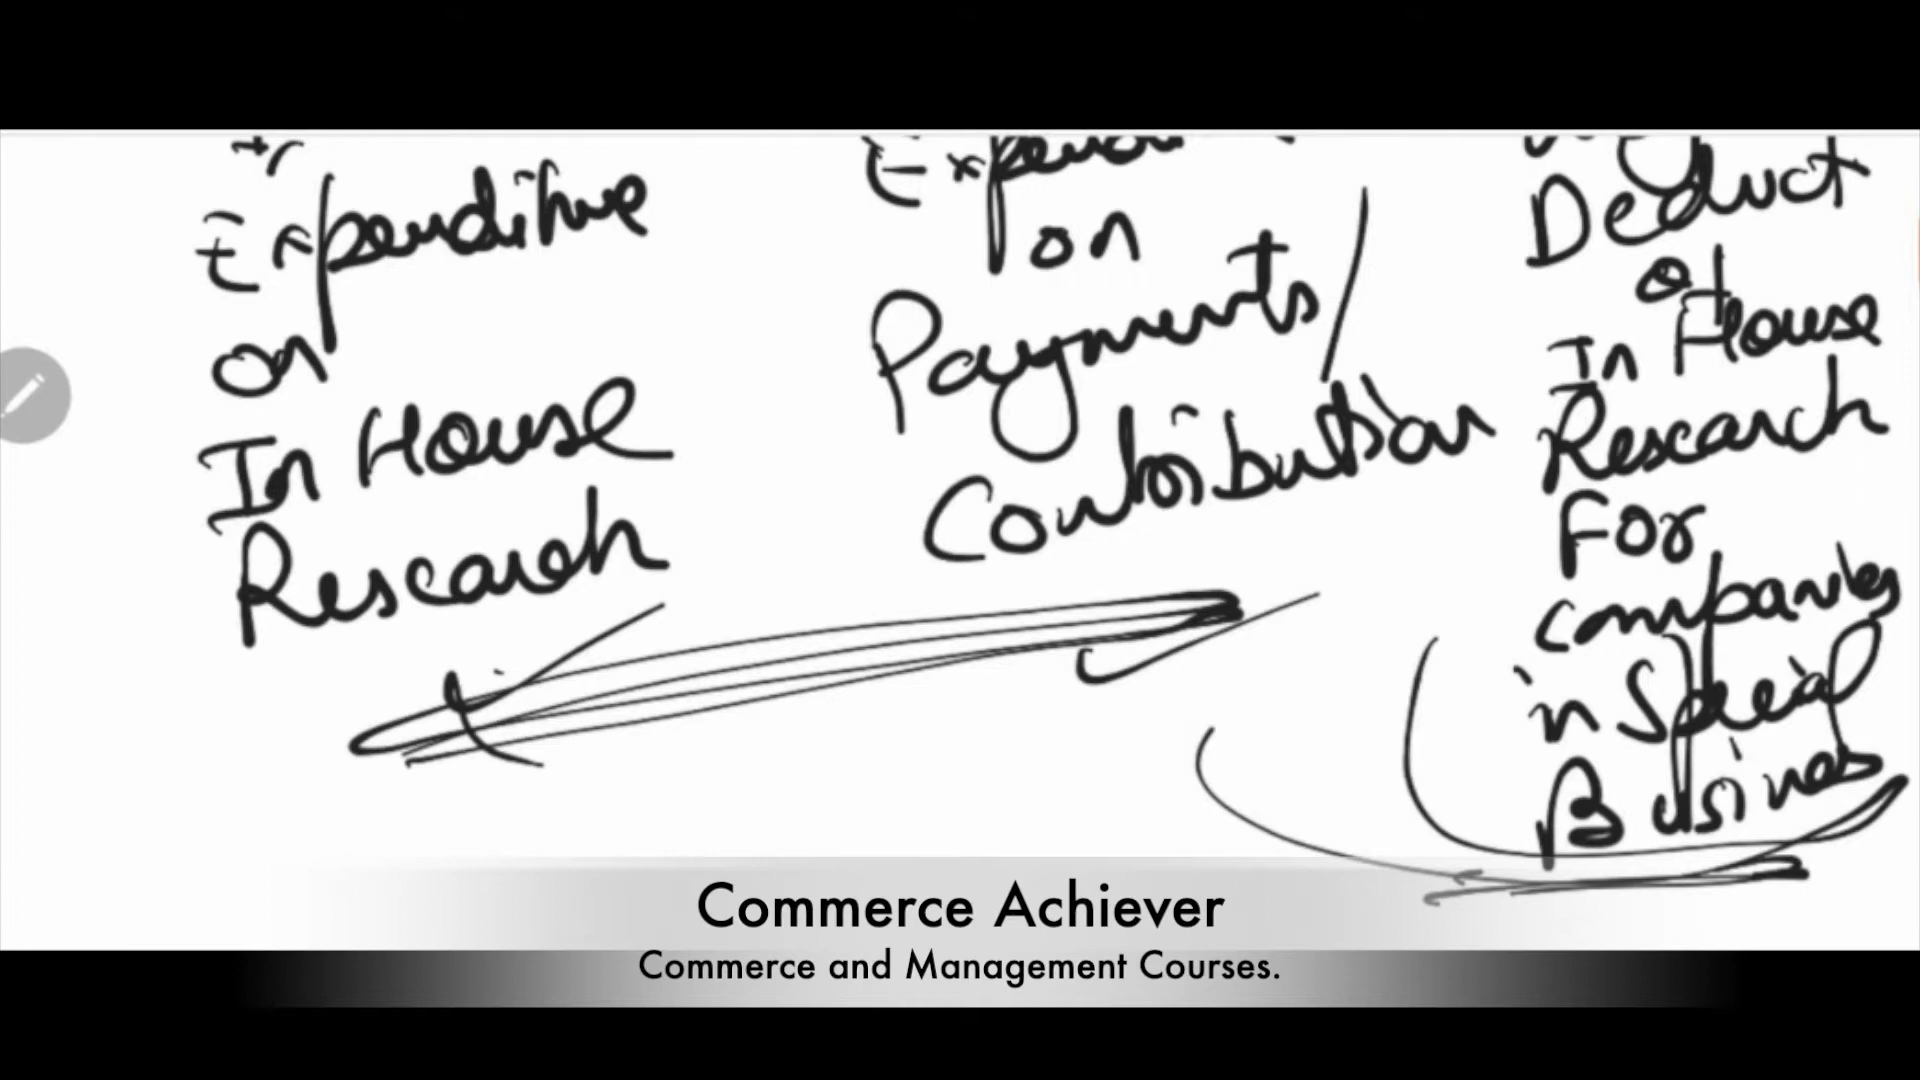 Expenditure
on
In House
Research
on
Payments/
Contribution
Deduct
of
In House
Research
For
companies
in Special
Business
Commerce Achiever
Commerce and Management Courses.